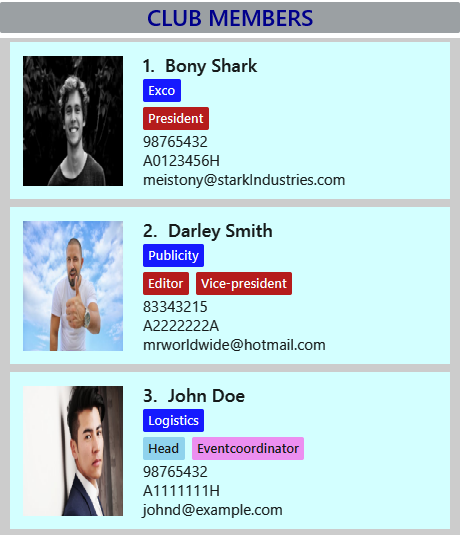 CLUB MEMBERS
1. Bony Shark
Exco
President
98765432
A0123456H
meistony@starkIndustries.com
2. Darley Smith
Publicity
Editor Vice-president
83343215
A2222222A
mrworldwide@hotmail.com
3. John Doe
Logistics
Head Eventcoordinator
98765432
A1111111H
johnd@example.com